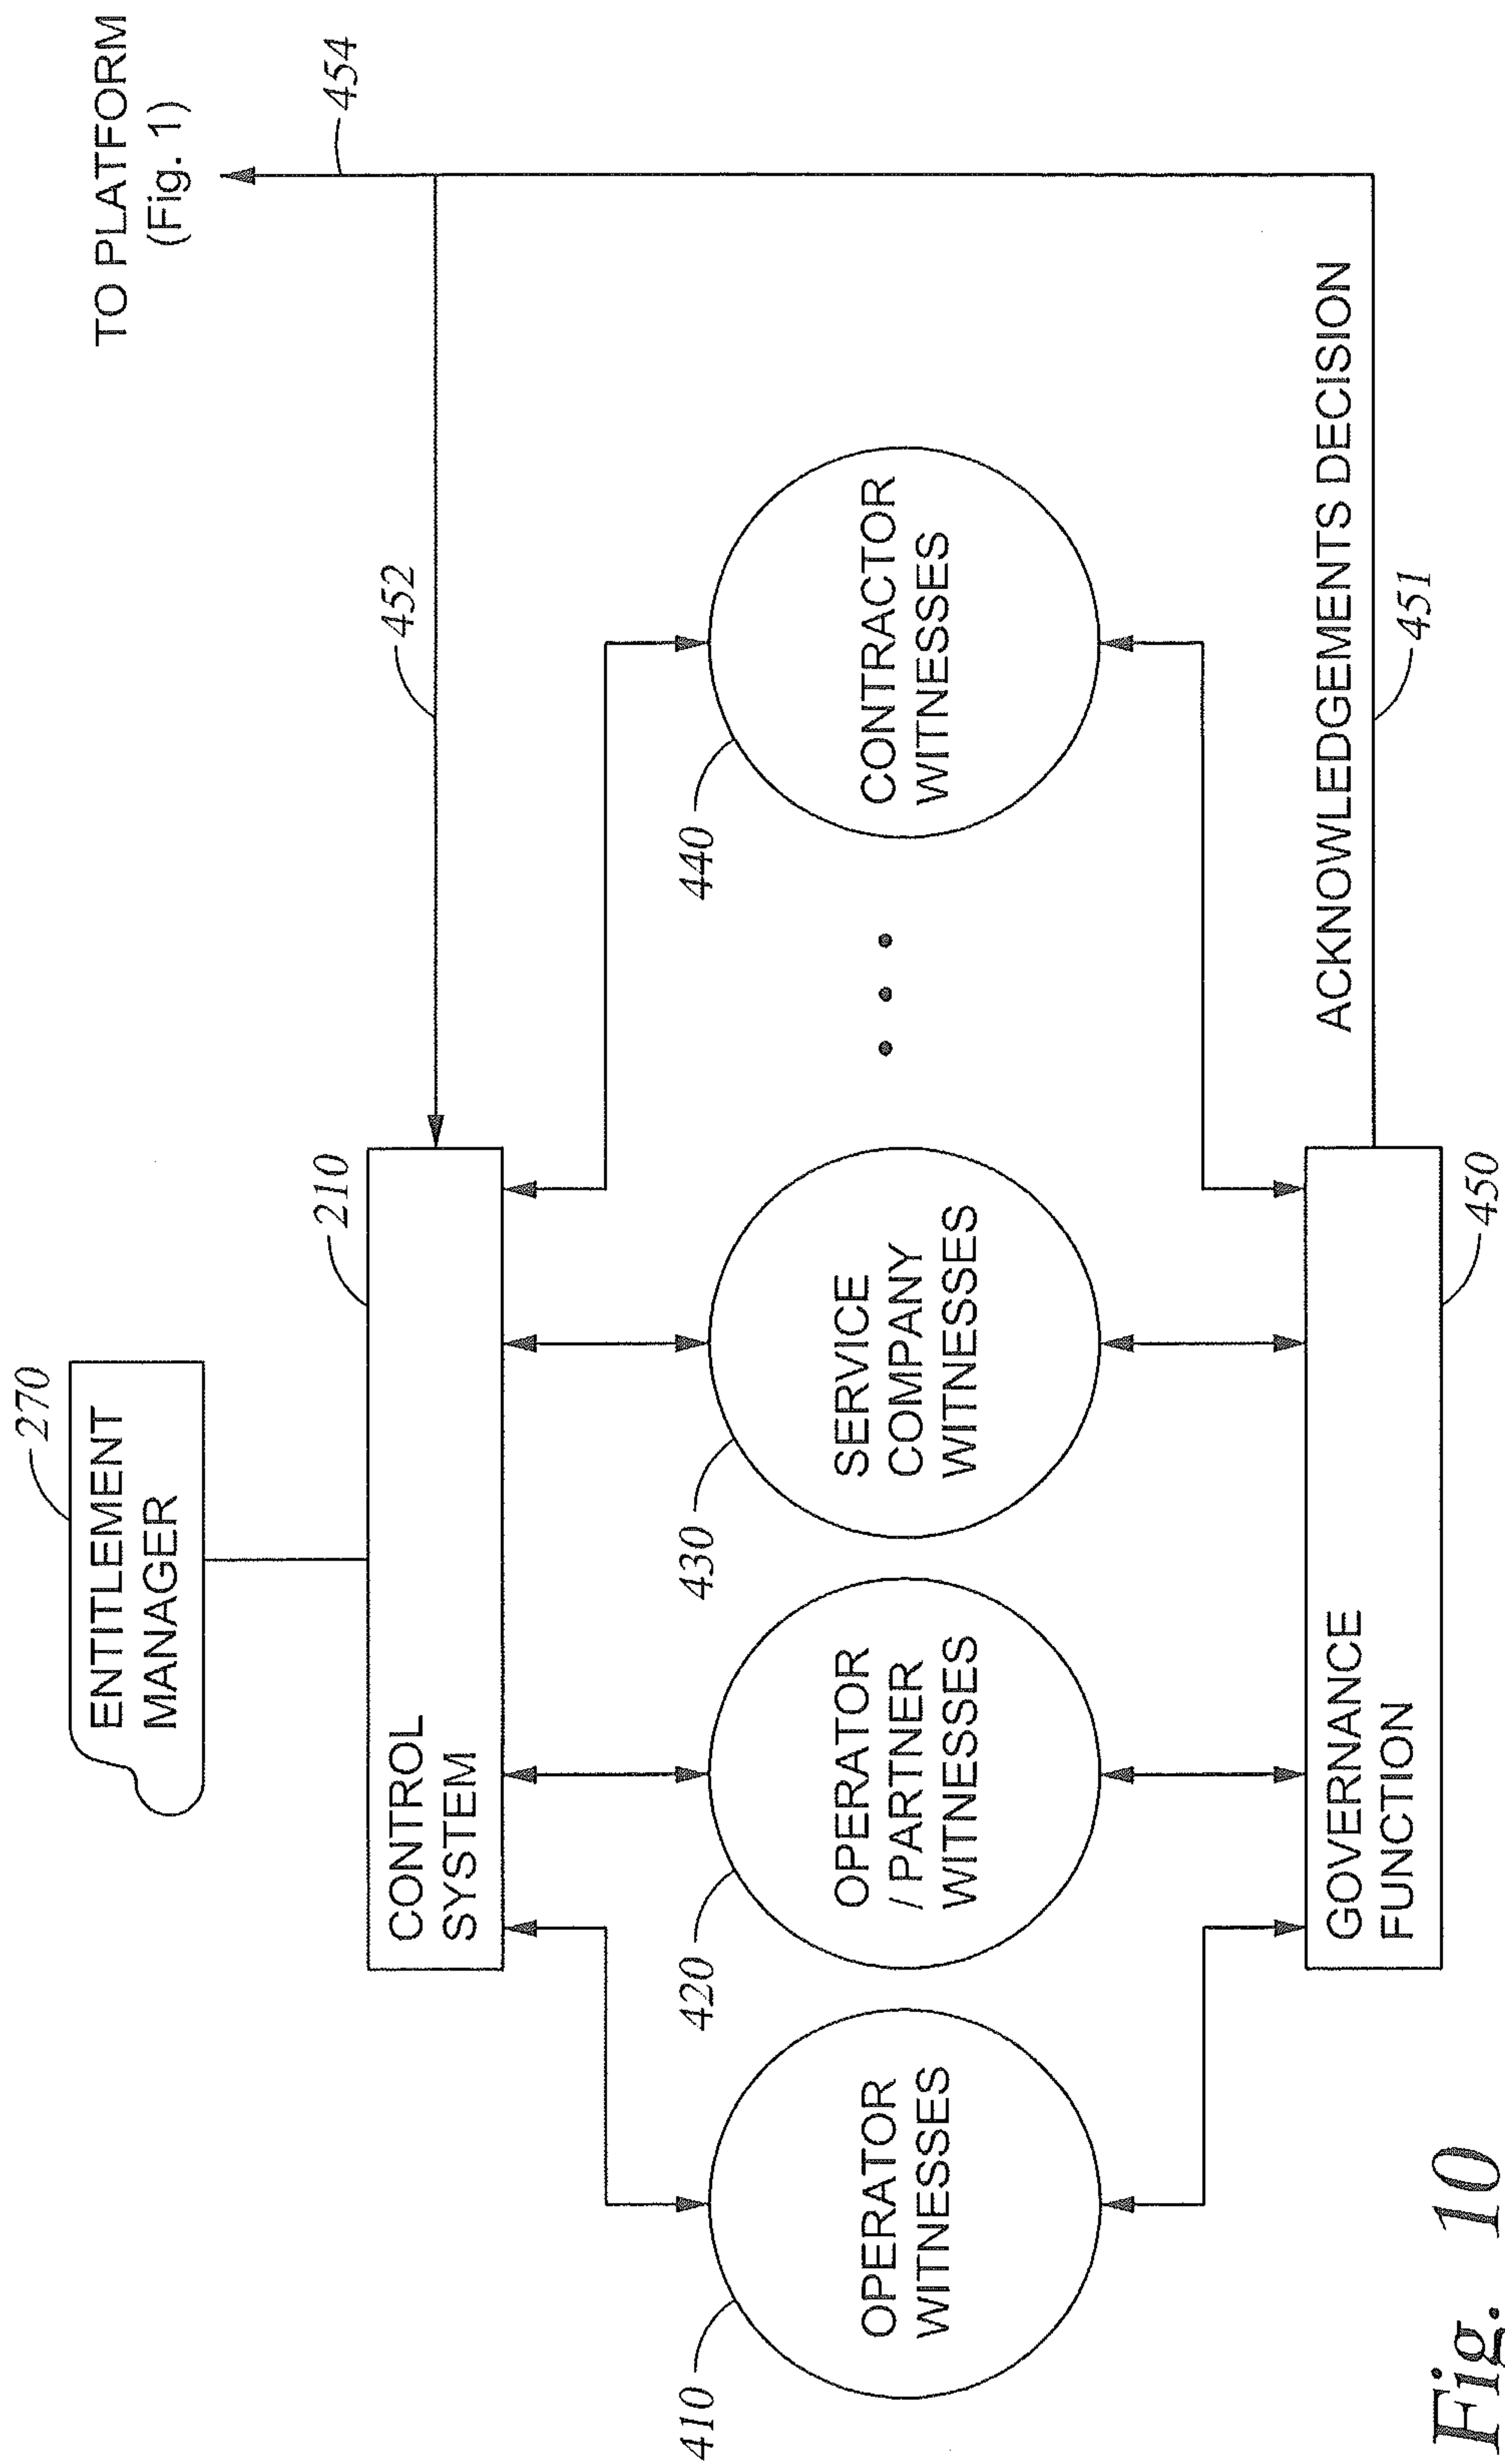 TO PLATFORM
(Fig. 1)
454
270
ENTITLEMENT
MANAGER
210
CONTROL
SYSTEM
452
410
OPERATOR
WITNESSES
420
OPERATOR
/ PARTNER
WITNESSES
430
SERVICE
COMPANY
WITNESSES
440
CONTRACTOR
WITNESSES
GOVERNANCE
FUNCTION
450
ACKNOWLEDGEMENTS DECISION
451
Fig. 10